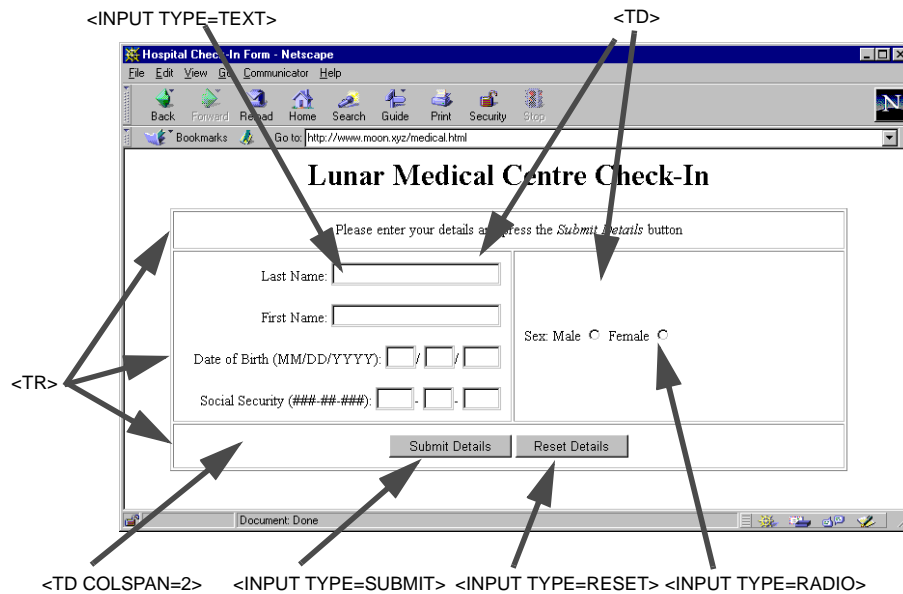 <INPUT TYPE=TEXT> <TD>
Hospital Check-In Form - Netscape
File Edit View Go Communicator Help
Back Forward Reload Home Search Guide Print Security Stop
N
Bookmarks Go to: http://www.moon.xyz/medical.html
Lunar Medical Centre Check-In
Please enter your details and press the Submit Details button
Last Name:
First Name:
Sex: Male Female
Date of Birth (MM/DD/YYYY): / /
<TR>
Social Security (###-##-###): - -
Submit Details Reset Details
Document: Done
<TD COLSPAN=2> <INPUT TYPE=SUBMIT> <INPUT TYPE=RESET> <INPUT TYPE=RADIO>